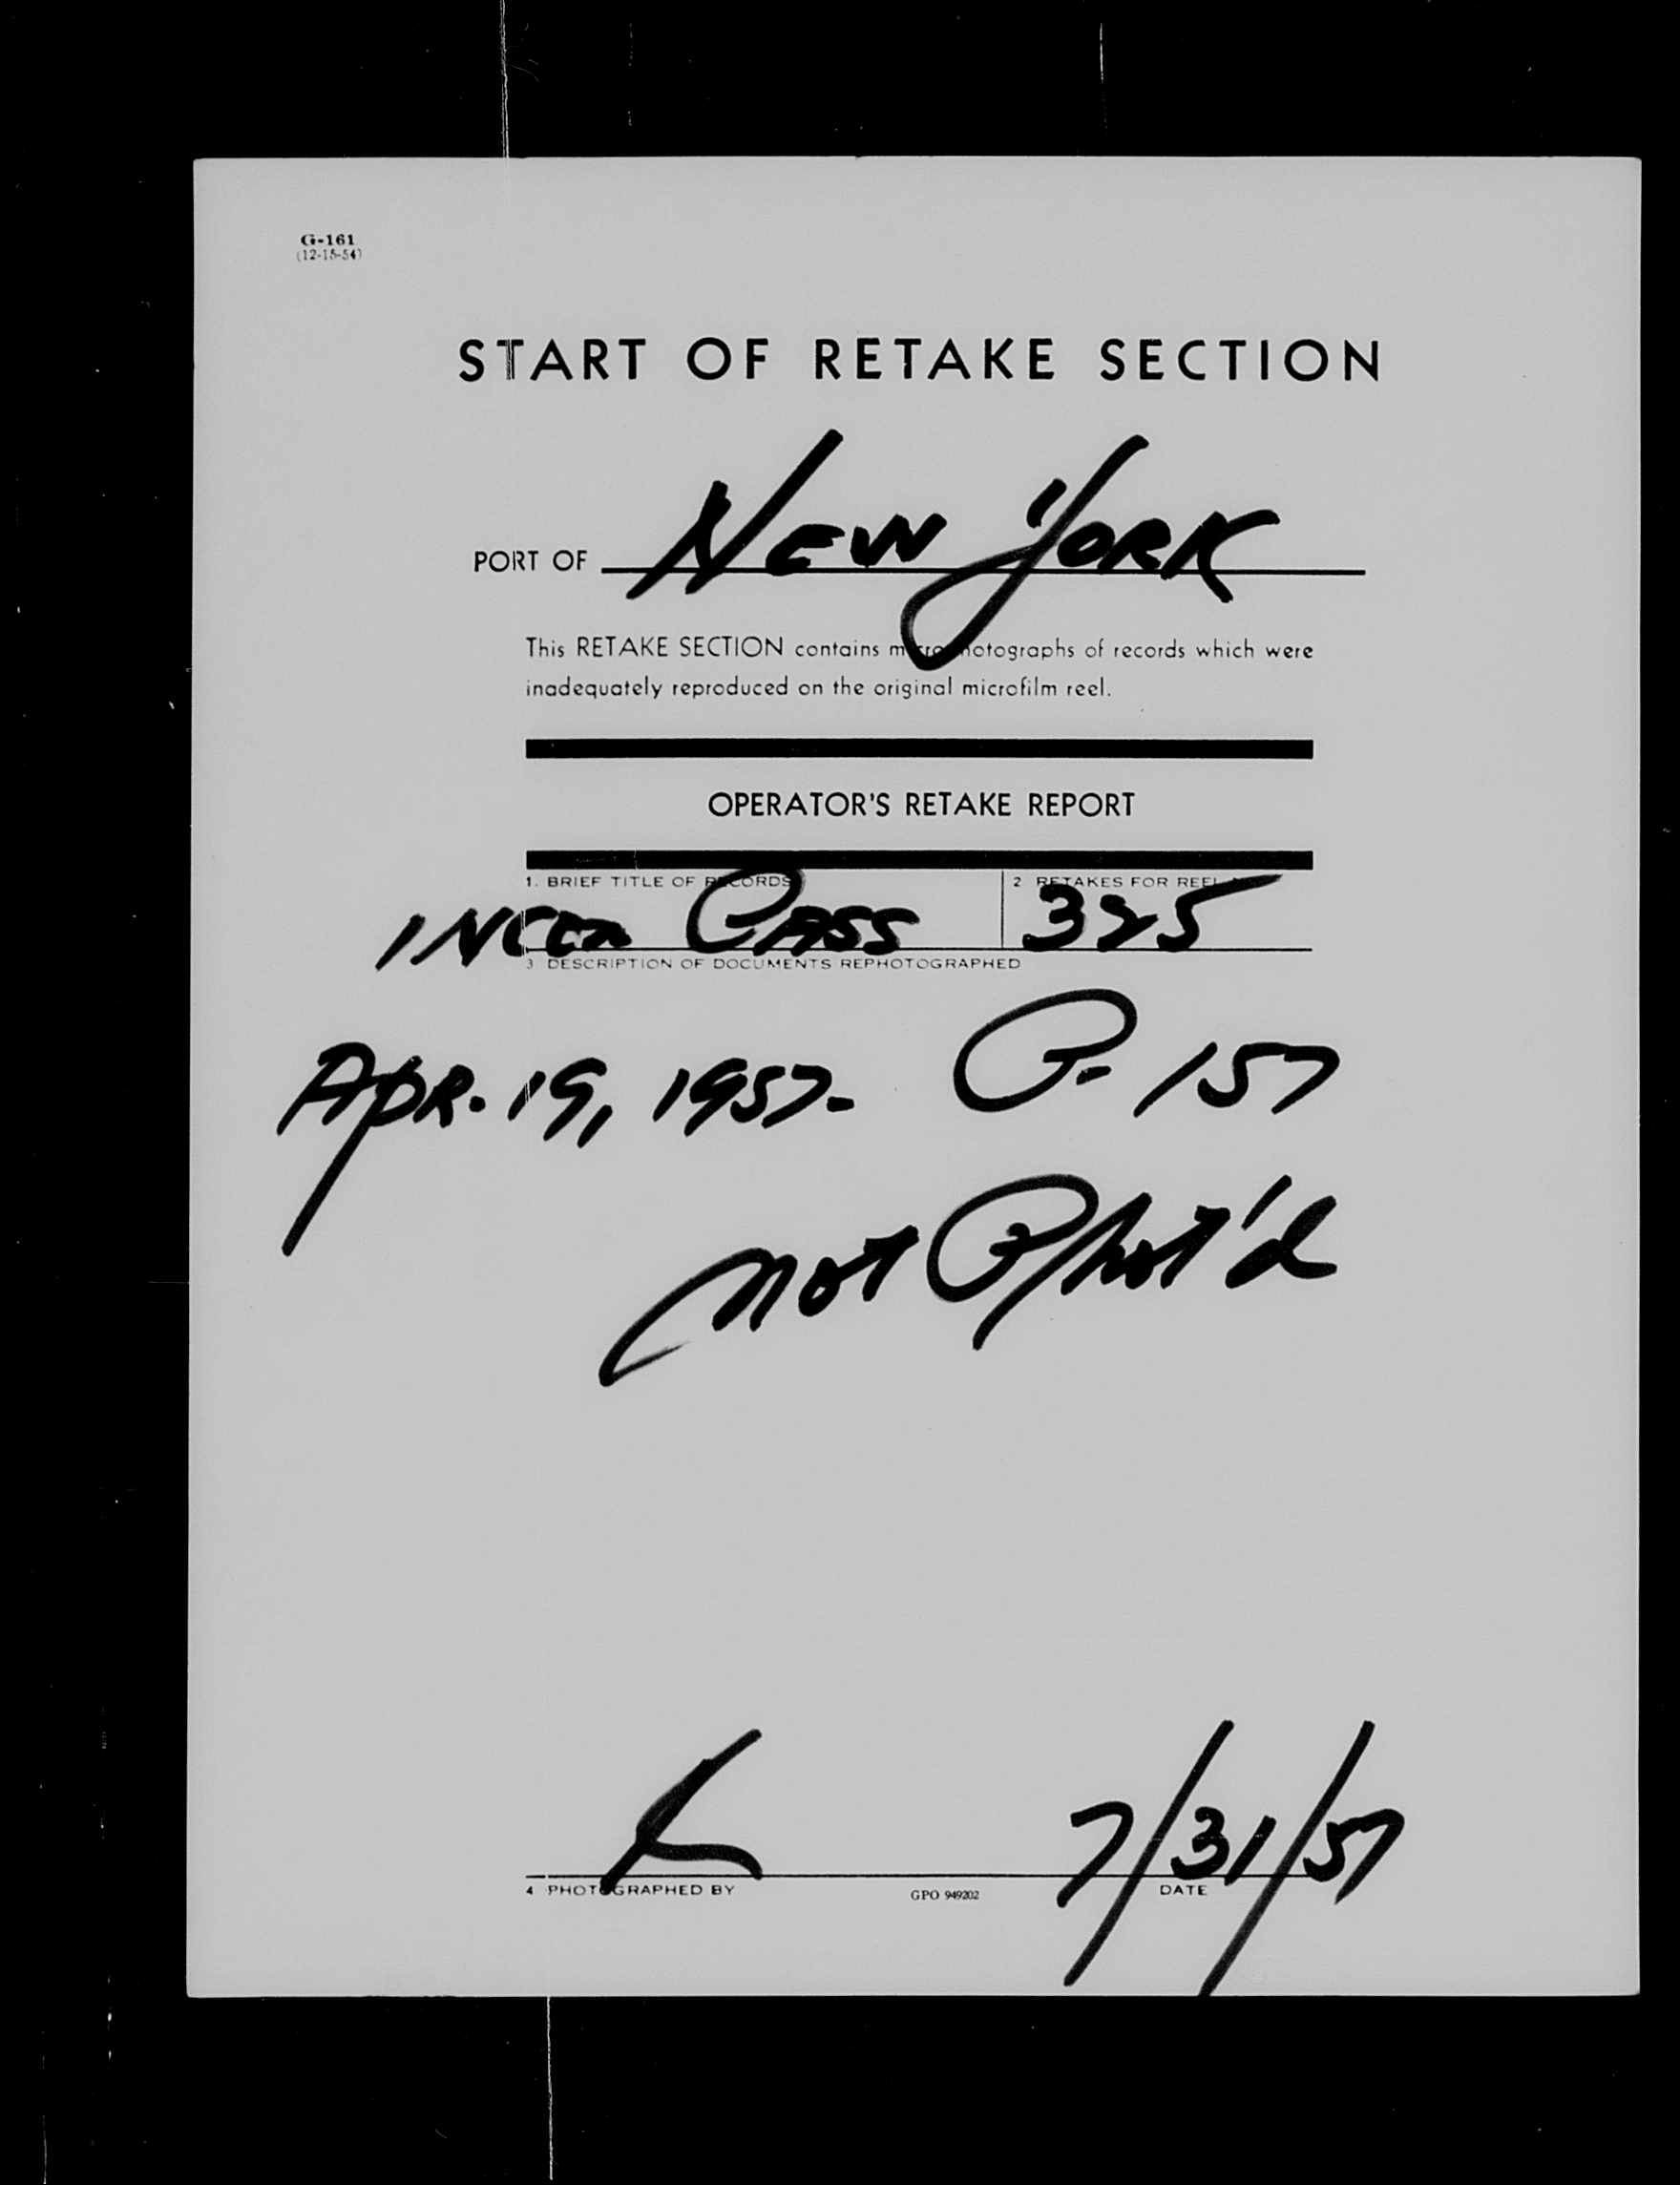 G-161
(12-15-54)
START OF RETAKE SECTION
PORT OF New York
This RETAKE SECTION contains microphotographs of records which were
inadequately reproduced on the original microfilm reel.
OPERATOR'S RETAKE REPORT
1. BRIEF TITLE OF RECORDS
2 RETAKES FOR REEL
Pass 325
3 DESCRIPTION OF DOCUMENTS REPHOTOGRAPHED
Apr. 19, 1957- P. 157
not Phot'd
7/31/57
4 PHOTOGRAPHED BY
GPO 949202
DATE